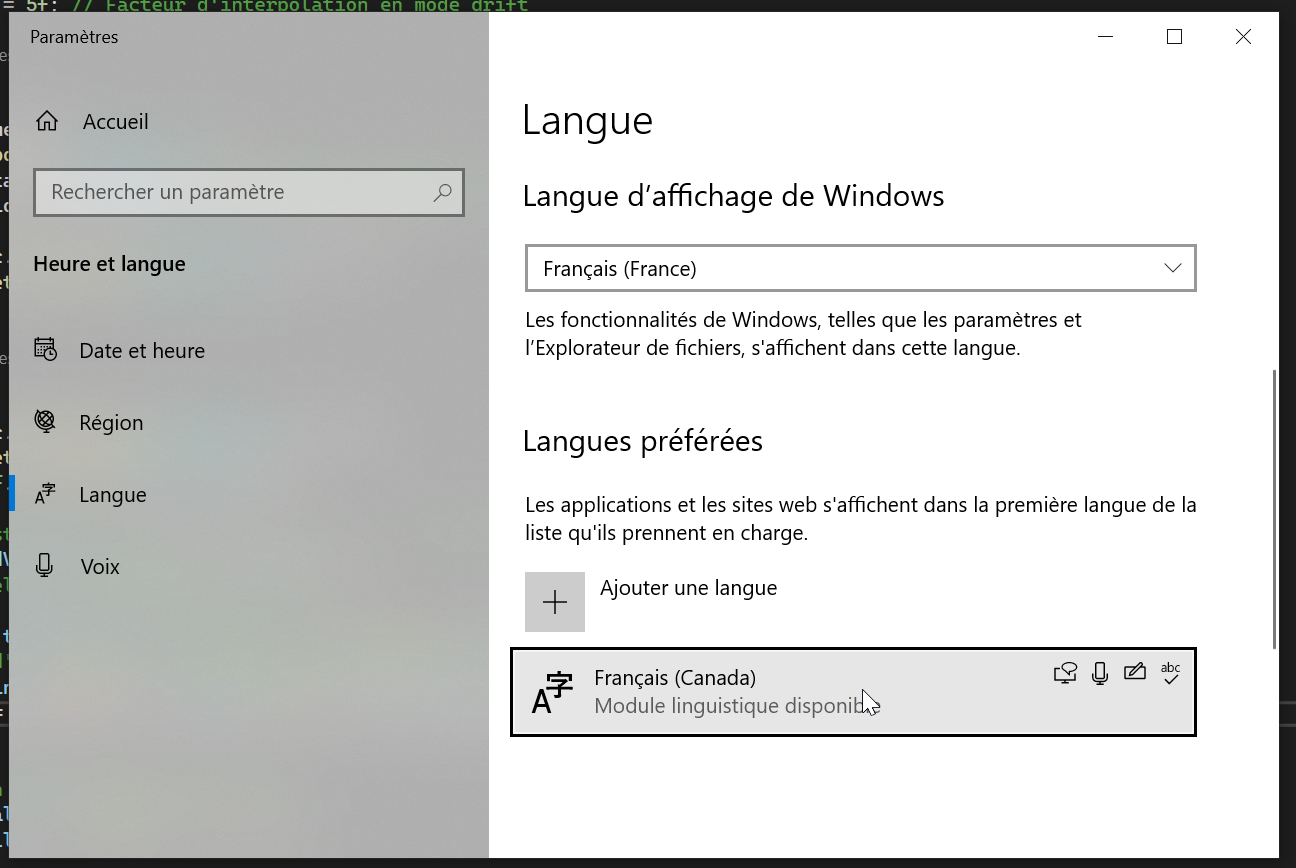 = 5f; // Facteur d'interpolation en mode drift
Paramètres
Accueil
Rechercher un paramètre
Heure et langue
Date et heure
Région
Langue
Voix
Langue
Langue d’affichage de Windows
Français (France)
Les fonctionnalités de Windows, telles que les paramètres et
l’Explorateur de fichiers, s'affichent dans cette langue.
Langues préférées
Les applications et les sites web s'affichent dans la première langue de la
liste qu'ils prennent en charge.
Ajouter une langue
Français (Canada)
abc
Module linguistique disponible